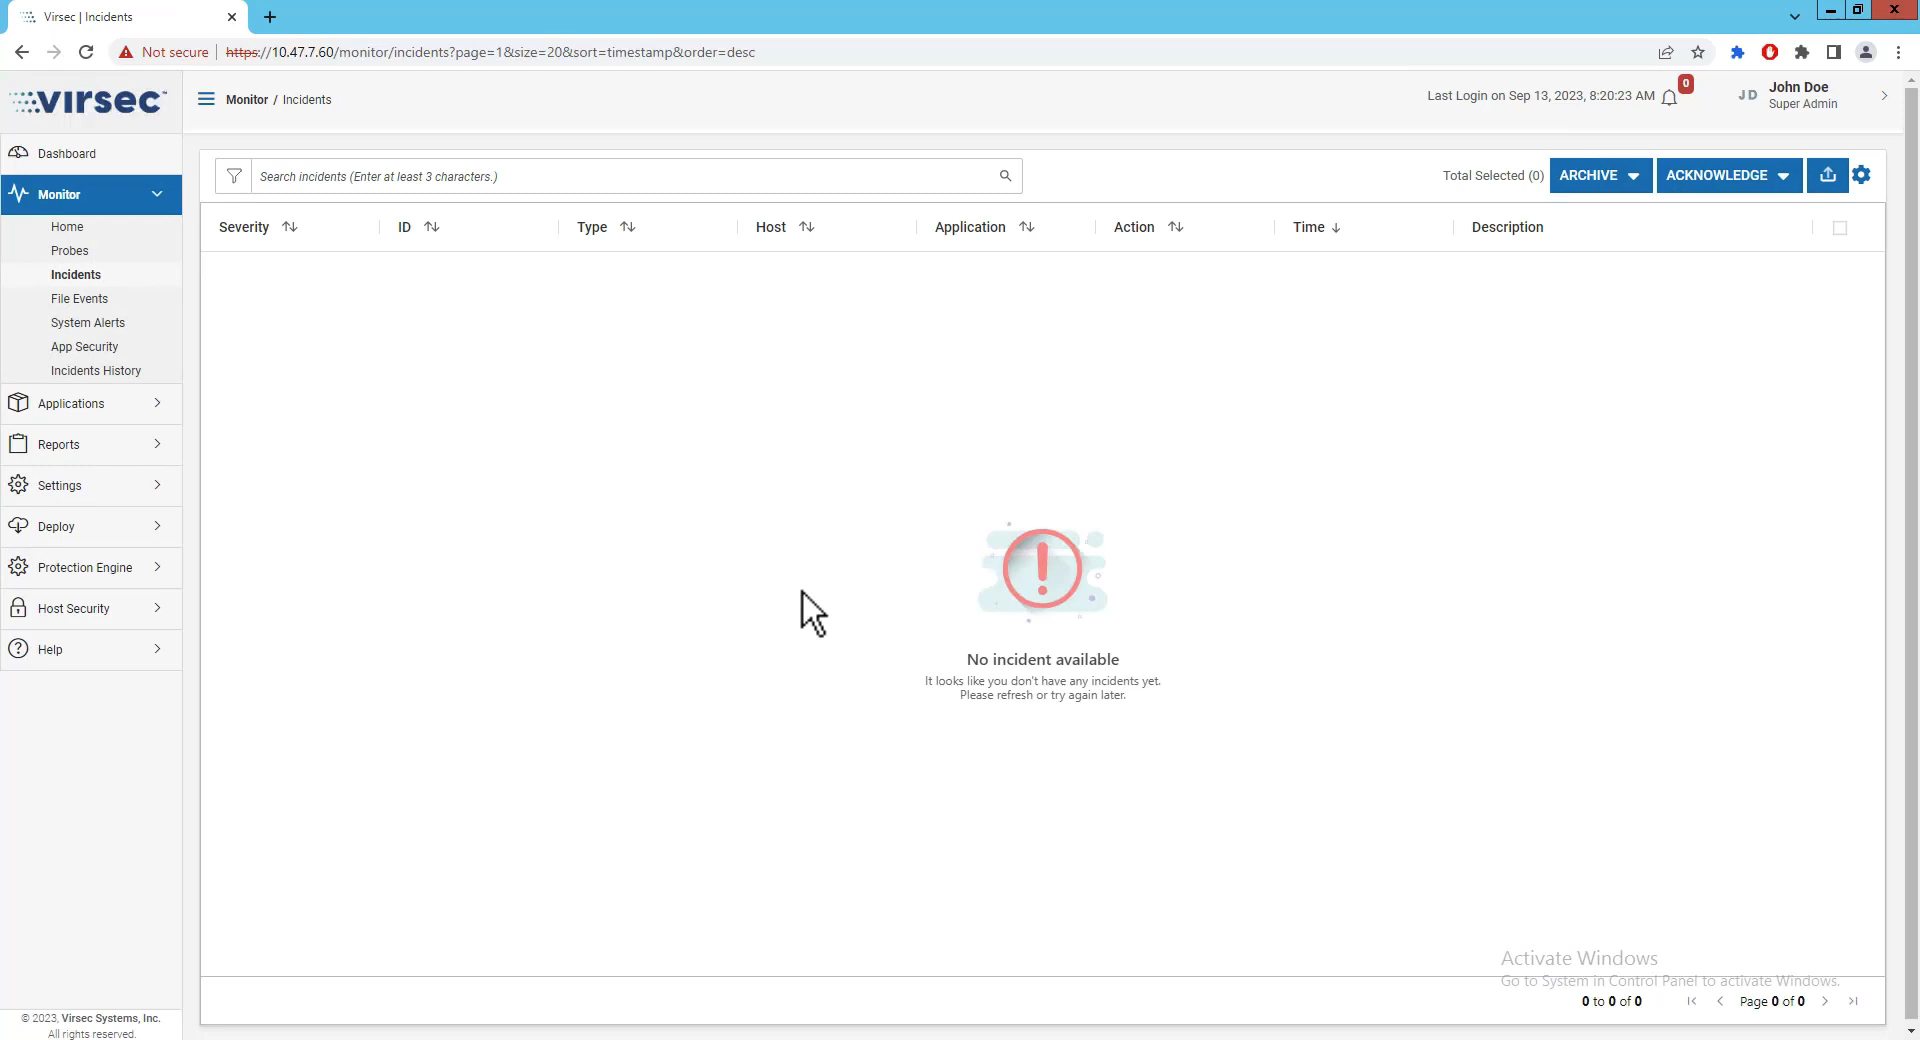 Virsec | Incidents
Not secure https://10.47.7.60/monitor/incidents?page=1&size=20&sort=timestamp&order=desc
virsec™
Monitor / Incidents
Last Login on Sep 13, 2023, 8:20:23 AM
0
JD
John Doe
Super Admin
Dashboard
Monitor
Home
Probes
Incidents
File Events
System Alerts
App Security
Incidents History
Applications
Reports
Settings
Deploy
Protection Engine
Host Security
Help
© 2023, Virsec Systems, Inc.
All rights reserved.
Search incidents (Enter at least 3 characters.)
Total Selected (0)
ARCHIVE
ACKNOWLEDGE
Severity ID Type Host Application Action Time Description
No incident available
It looks like you don't have any incidents yet.
Please refresh or try again later.
Activate Windows
Go to System in Control Panel to activate Windows.
0 to 0 of 0 Page 0 of 0